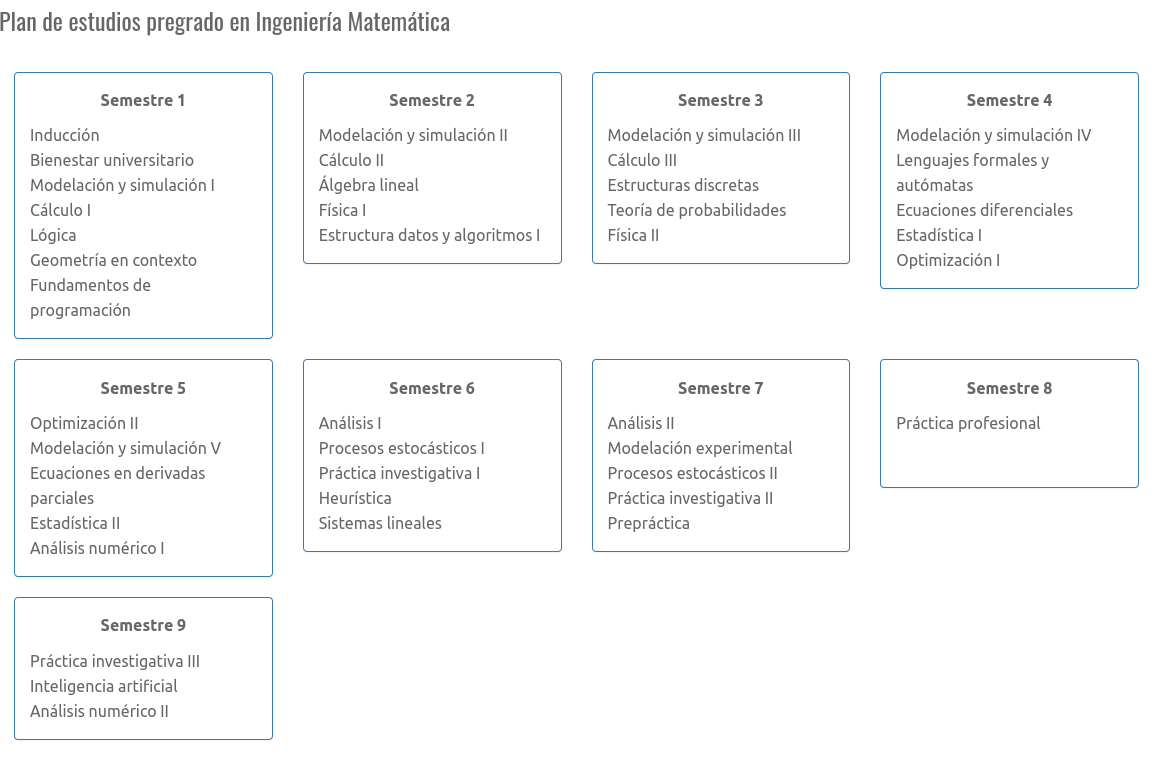 Plan de estudios pregrado en Ingeniería Matemática
Semestre 1
Inducción
Bienestar universitario
Modelación y simulación I
Cálculo I
Lógica
Geometría en contexto
Fundamentos de
programación
Semestre 2
Modelación y simulación II
Cálculo II
Álgebra lineal
Física I
Estructura datos y algoritmos I
Semestre 3
Modelación y simulación III
Cálculo III
Estructuras discretas
Teoría de probabilidades
Física II
Semestre 4
Modelación y simulación IV
Lenguajes formales y
autómatas
Ecuaciones diferenciales
Estadística I
Optimización I
Semestre 5
Optimización II
Modelación y simulación V
Ecuaciones en derivadas
parciales
Estadística II
Análisis numérico I
Semestre 6
Análisis I
Procesos estocásticos I
Práctica investigativa I
Heurística
Sistemas lineales
Semestre 7
Análisis II
Modelación experimental
Procesos estocásticos II
Práctica investigativa II
Prepráctica
Semestre 8
Práctica profesional
Semestre 9
Práctica investigativa III
Inteligencia artificial
Análisis numérico II